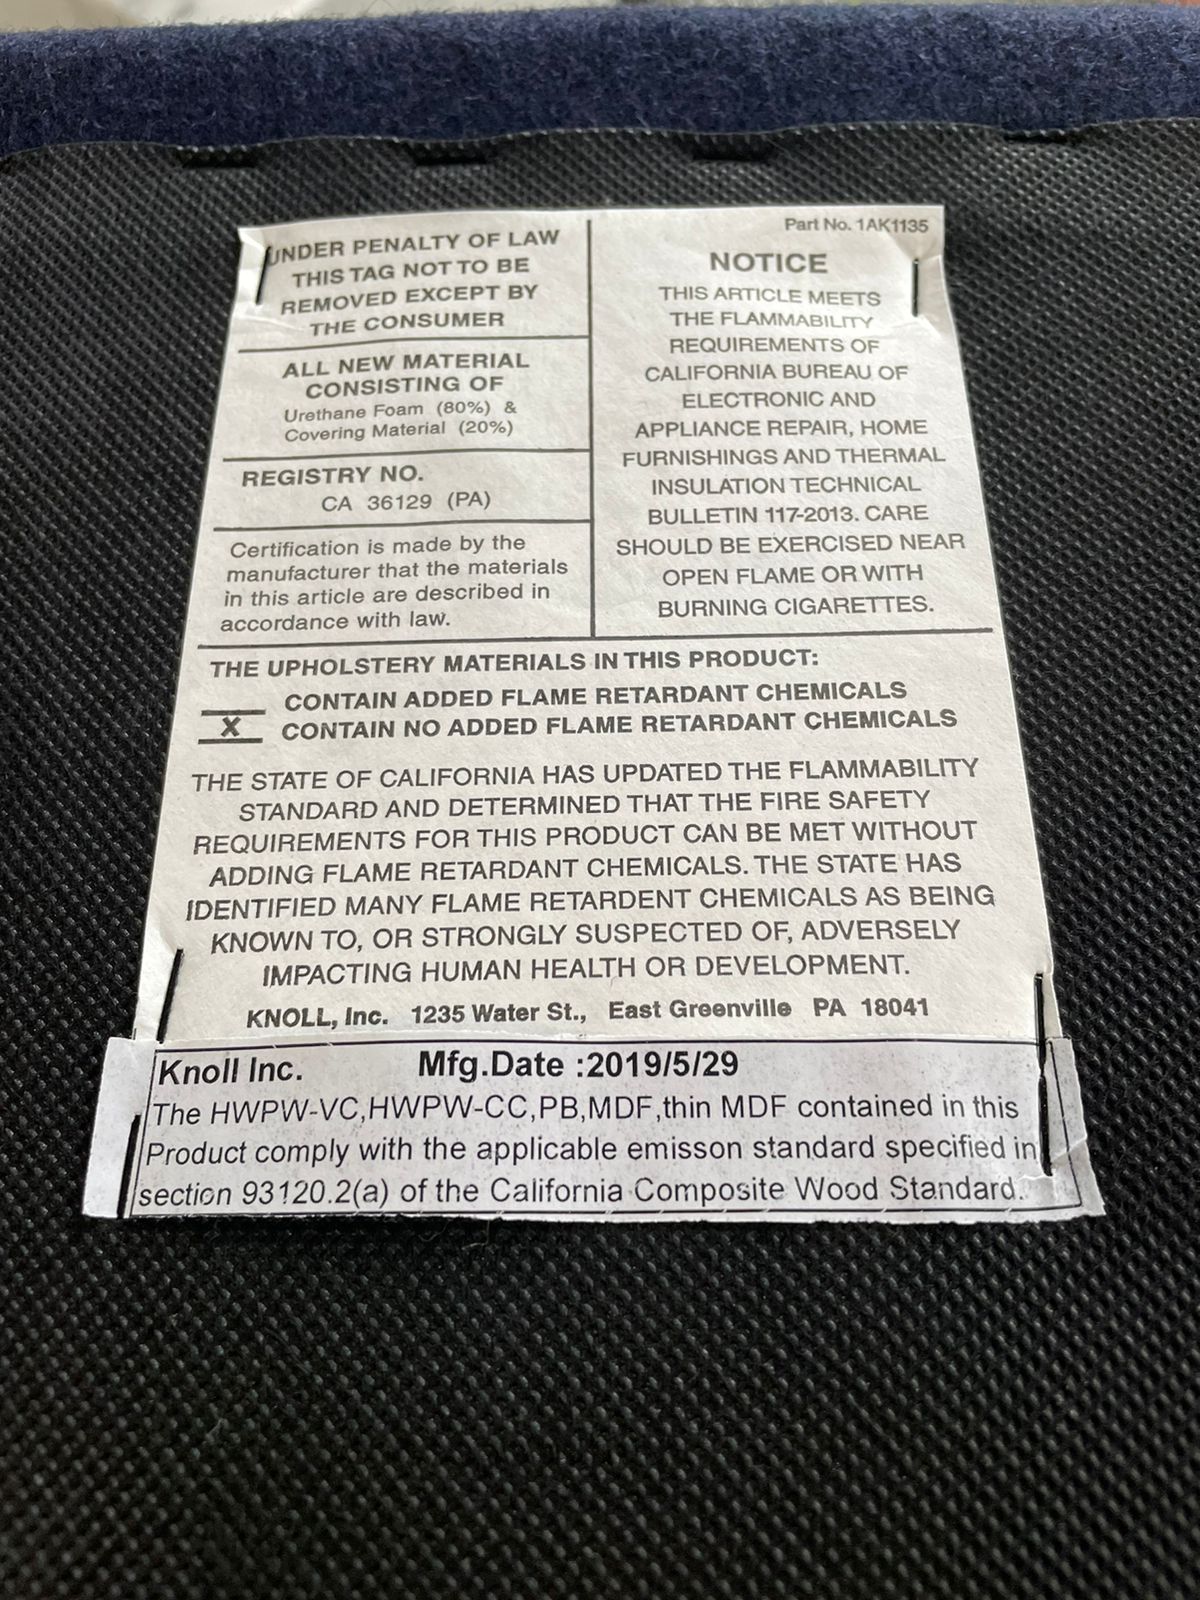 UNDER PENALTY OF LAW
THIS TAG NOT TO BE
REMOVED EXCEPT BY
THE CONSUMER
ALL NEW MATERIAL
CONSISTING OF
Urethane Foam (80%) &
Covering Material (20%)
REGISTRY NO.
CA 36129 (PA)
Certification is made by the
manufacturer that the materials
in this article are described in
accordance with law.
Part No. 1AK1135
NOTICE
THIS ARTICLE MEETS
THE FLAMMABILITY
REQUIREMENTS OF
CALIFORNIA BUREAU OF
ELECTRONIC AND
APPLIANCE REPAIR, HOME
FURNISHINGS AND THERMAL
INSULATION TECHNICAL
BULLETIN 117-2013. CARE
SHOULD BE EXERCISED NEAR
OPEN FLAME OR WITH
BURNING CIGARETTES.
THE UPHOLSTERY MATERIALS IN THIS PRODUCT:
CONTAIN ADDED FLAME RETARDANT CHEMICALS
X CONTAIN NO ADDED FLAME RETARDANT CHEMICALS
THE STATE OF CALIFORNIA HAS UPDATED THE FLAMMABILITY
STANDARD AND DETERMINED THAT THE FIRE SAFETY
REQUIREMENTS FOR THIS PRODUCT CAN BE MET WITHOUT
ADDING FLAME RETARDANT CHEMICALS. THE STATE HAS
IDENTIFIED MANY FLAME RETARDENT CHEMICALS AS BEING
KNOWN TO, OR STRONGLY SUSPECTED OF, ADVERSELY
IMPACTING HUMAN HEALTH OR DEVELOPMENT.
KNOLL, Inc. 1235 Water St., East Greenville PA 18041
Knoll Inc. Mfg.Date :2019/5/29
The HWPW-VC,HWPW-CC,PB,MDF,thin MDF contained in this
Product comply with the applicable emisson standard specified in
section 93120.2(a) of the California Composite Wood Standard.